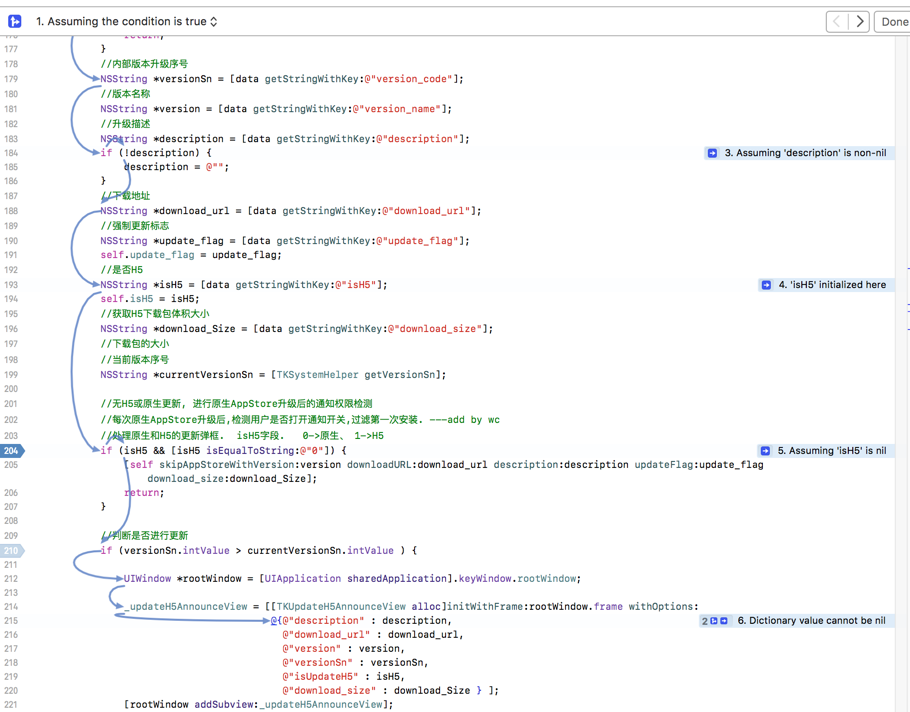 1. Assuming the condition is true
Done
176 return;
177 }
178 //内部版本升级序号
179 NSString *versionSn = [data getStringWithKey:@"version_code"];
180 //版本名称
181 NSString *version = [data getStringWithKey:@"version_name"];
182 //升级描述
183 NSString *description = [data getStringWithKey:@"description"];
184 if (!description) { 3. Assuming 'description' is non-nil
185 description = @"";
186 }
187 //下载地址
188 NSString *download_url = [data getStringWithKey:@"download_url"];
189 //强制更新标志
190 NSString *update_flag = [data getStringWithKey:@"update_flag"];
191 self.update_flag = update_flag;
192 //是否H5
193 NSString *isH5 = [data getStringWithKey:@"isH5"]; 4. 'isH5' initialized here
194 self.isH5 = isH5;
195 //获取H5下载包体积大小
196 NSString *download_Size = [data getStringWithKey:@"download_size"];
197 //下载包的大小
198 //当前版本序号
199 NSString *currentVersionSn = [TKSystemHelper getVersionSn];
200
201 //无H5或原生更新, 进行原生AppStore升级后的通知权限检测
202 //每次原生AppStore升级后,检测用户是否打开通知开关,过滤第一次安装. ---add by wc
203 //处理原生和H5的更新弹框. isH5字段. 0->原生、 1->H5
204 if (isH5 && [isH5 isEqualToString:@"0"]) { 5. Assuming 'isH5' is nil
205 [self skipAppStoreWithVersion:version downloadURL:download_url description:description updateFlag:update_flag
download_size:download_Size];
206 return;
207 }
208
209 //判断是否进行更新
210 if (versionSn.intValue > currentVersionSn.intValue ) {
211
212 UIWindow *rootWindow = [UIApplication sharedApplication].keyWindow.rootWindow;
213
214 _updateH5AnnounceView = [[TKUpdateH5AnnounceView alloc]initWithFrame:rootWindow.frame withOptions:
215 @{@"description" : description, 2 6. Dictionary value cannot be nil
216 @"download_url" : download_url,
217 @"version" : version,
218 @"versionSn" : versionSn,
219 @"isUpdateH5" : isH5,
220 @"download_size" : download_Size } ];
221 [rootWindow addSubview:_updateH5AnnounceView];